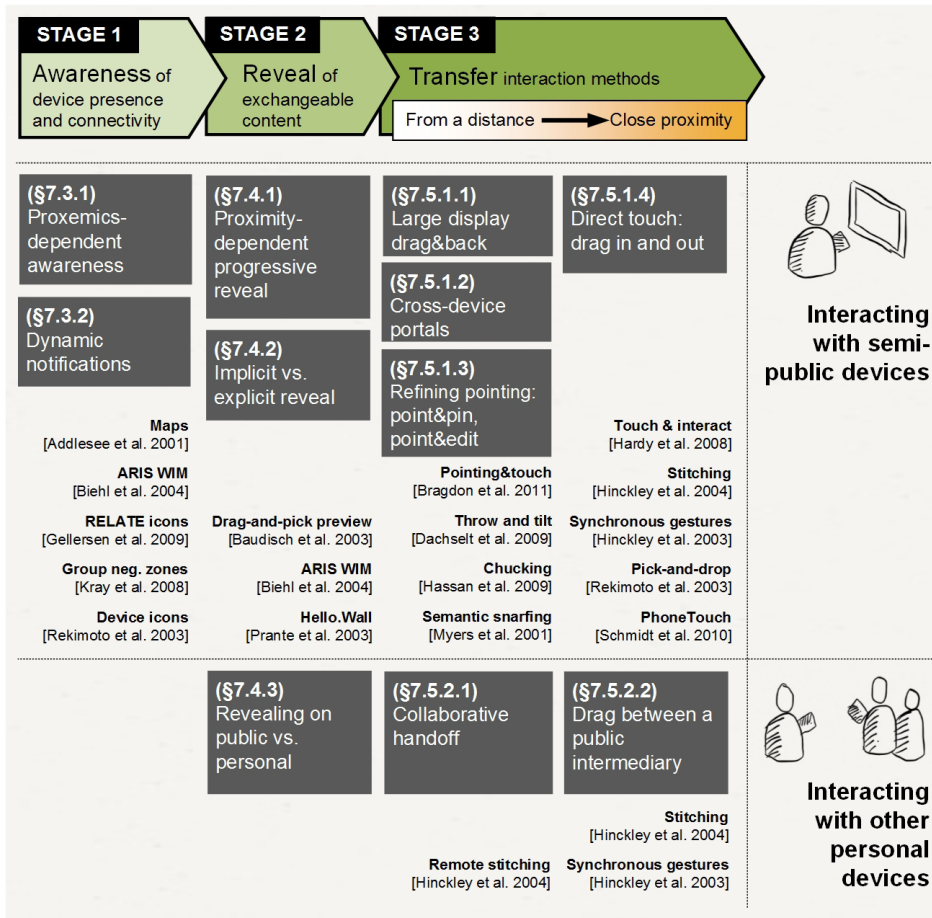 STAGE 1
Awareness of
device presence
and connectivity
STAGE 2
Reveal of
exchangeable
content
STAGE 3
Transfer interaction methods
From a distance
Close proximity
(§7.3.1)
Proxemics-
dependent
awareness
(§7.3.2)
Dynamic
notifications
Maps
[Addlesee et al. 2001]
ARIS WIM
[Biehl et al. 2004]
RELATE icons
[Gellersen et al. 2009]
Group neg. zones
[Kray et al. 2008]
Device icons
[Rekimoto et al. 2003]
(§7.4.1)
Proximity-
dependent
progressive
reveal
(§7.4.2)
Implicit vs.
explicit reveal
Drag-and-pick preview
[Baudisch et al. 2003]
ARIS WIM
[Biehl et al. 2004]
Hello.Wall
[Prante et al. 2003]
(§7.5.1.1)
Large display
drag&back
(§7.5.1.2)
Cross-device
portals
(§7.5.1.3)
Refining pointing:
point&pin,
point&edit
Pointing&touch
[Bragdon et al. 2011]
Throw and tilt
[Dachselt et al. 2009]
Chucking
[Hassan et al. 2009]
Semantic snarfing
[Myers et al. 2001]
(§7.5.1.4)
Direct touch:
drag in and out
Touch & interact
[Hardy et al. 2008]
Stitching
[Hinckley et al. 2004]
Synchronous gestures
[Hinckley et al. 2003]
Pick-and-drop
[Rekimoto et al. 2003]
PhoneTouch
[Schmidt et al. 2010]
Interacting
with semi-
public devices
(§7.4.3)
Revealing on
public vs.
personal
(§7.5.2.1)
Collaborative
handoff
Remote stitching
[Hinckley et al. 2004]
(§7.5.2.2)
Drag between a
public
intermediary
Stitching
[Hinckley et al. 2004]
Synchronous gestures
[Hinckley et al. 2003]
Interacting
with other
personal
devices